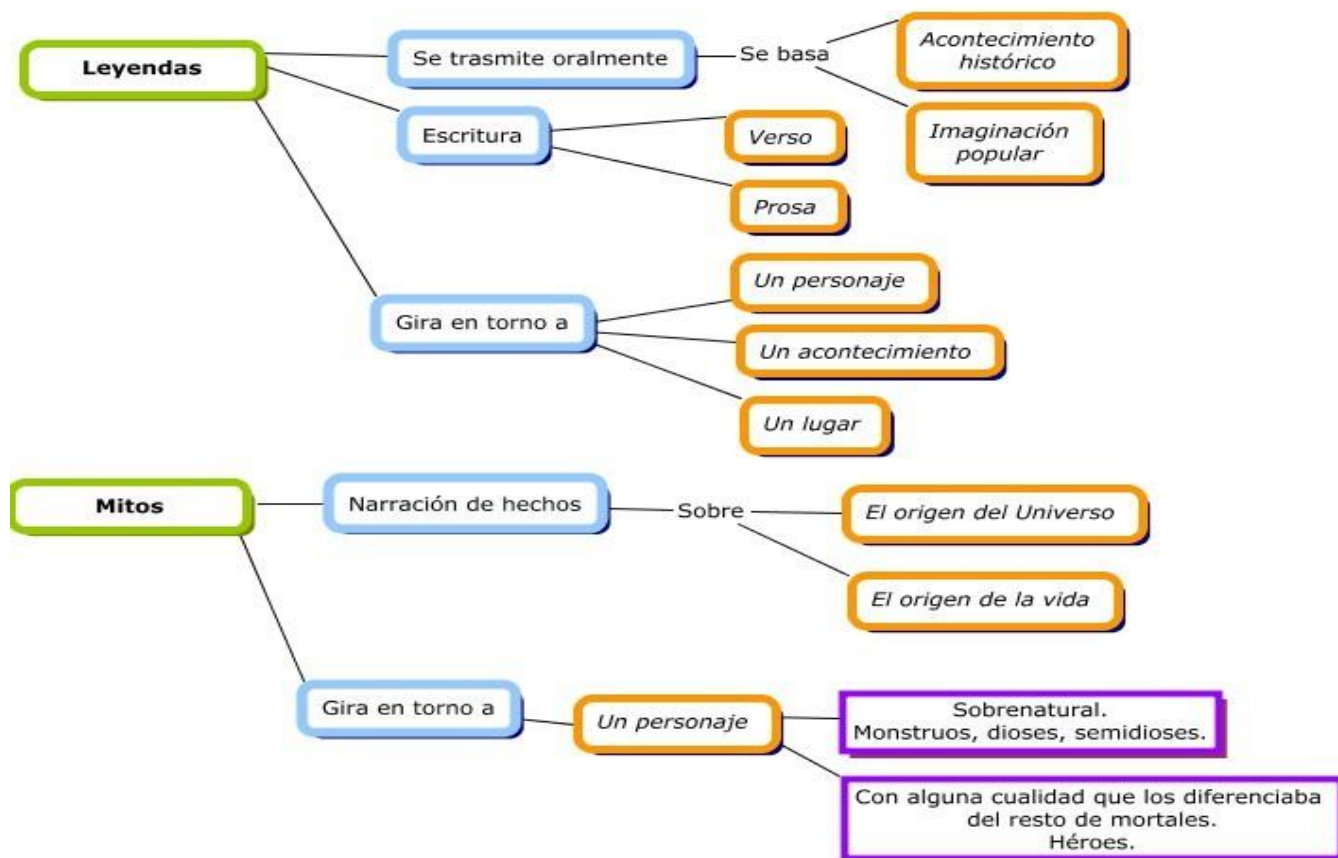 Leyendas
Se trasmite oralmente
Se basa
Acontecimiento
histórico
Imaginación
popular
Escritura
Verso
Prosa
Gira en torno a
Un personaje
Un acontecimiento
Un lugar
Mitos
Narración de hechos
Sobre
El origen del Universo
El origen de la vida
Gira en torno a
Un personaje
Sobrenatural.
Monstruos, dioses, semidioses.
Con alguna cualidad que los diferenciaba
del resto de mortales.
Héroes.